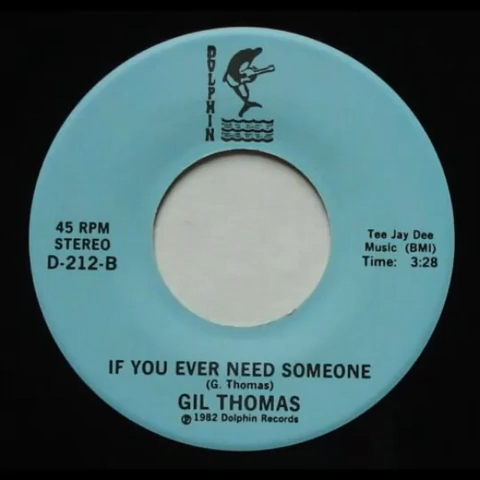 DOLPHIN
45 RPM
STEREO
D-212-B
Tee Jay Dee
Music (BMI)
Time: 3:28
IF YOU EVER NEED SOMEONE
(G. Thomas)
GIL THOMAS
℗ 1982 Dolphin Records